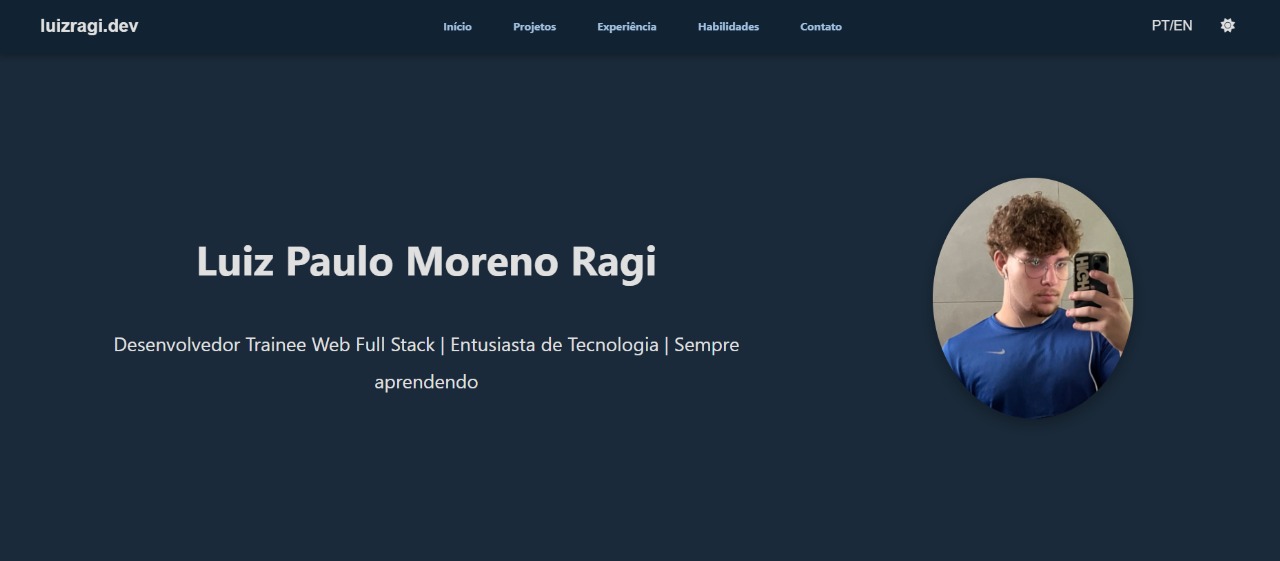 luizragi.dev
Início Projetos Experiência Habilidades Contato
PT/EN
Luiz Paulo Moreno Ragi
Desenvolvedor Trainee Web Full Stack | Entusiasta de Tecnologia | Sempre
aprendendo
HIGH